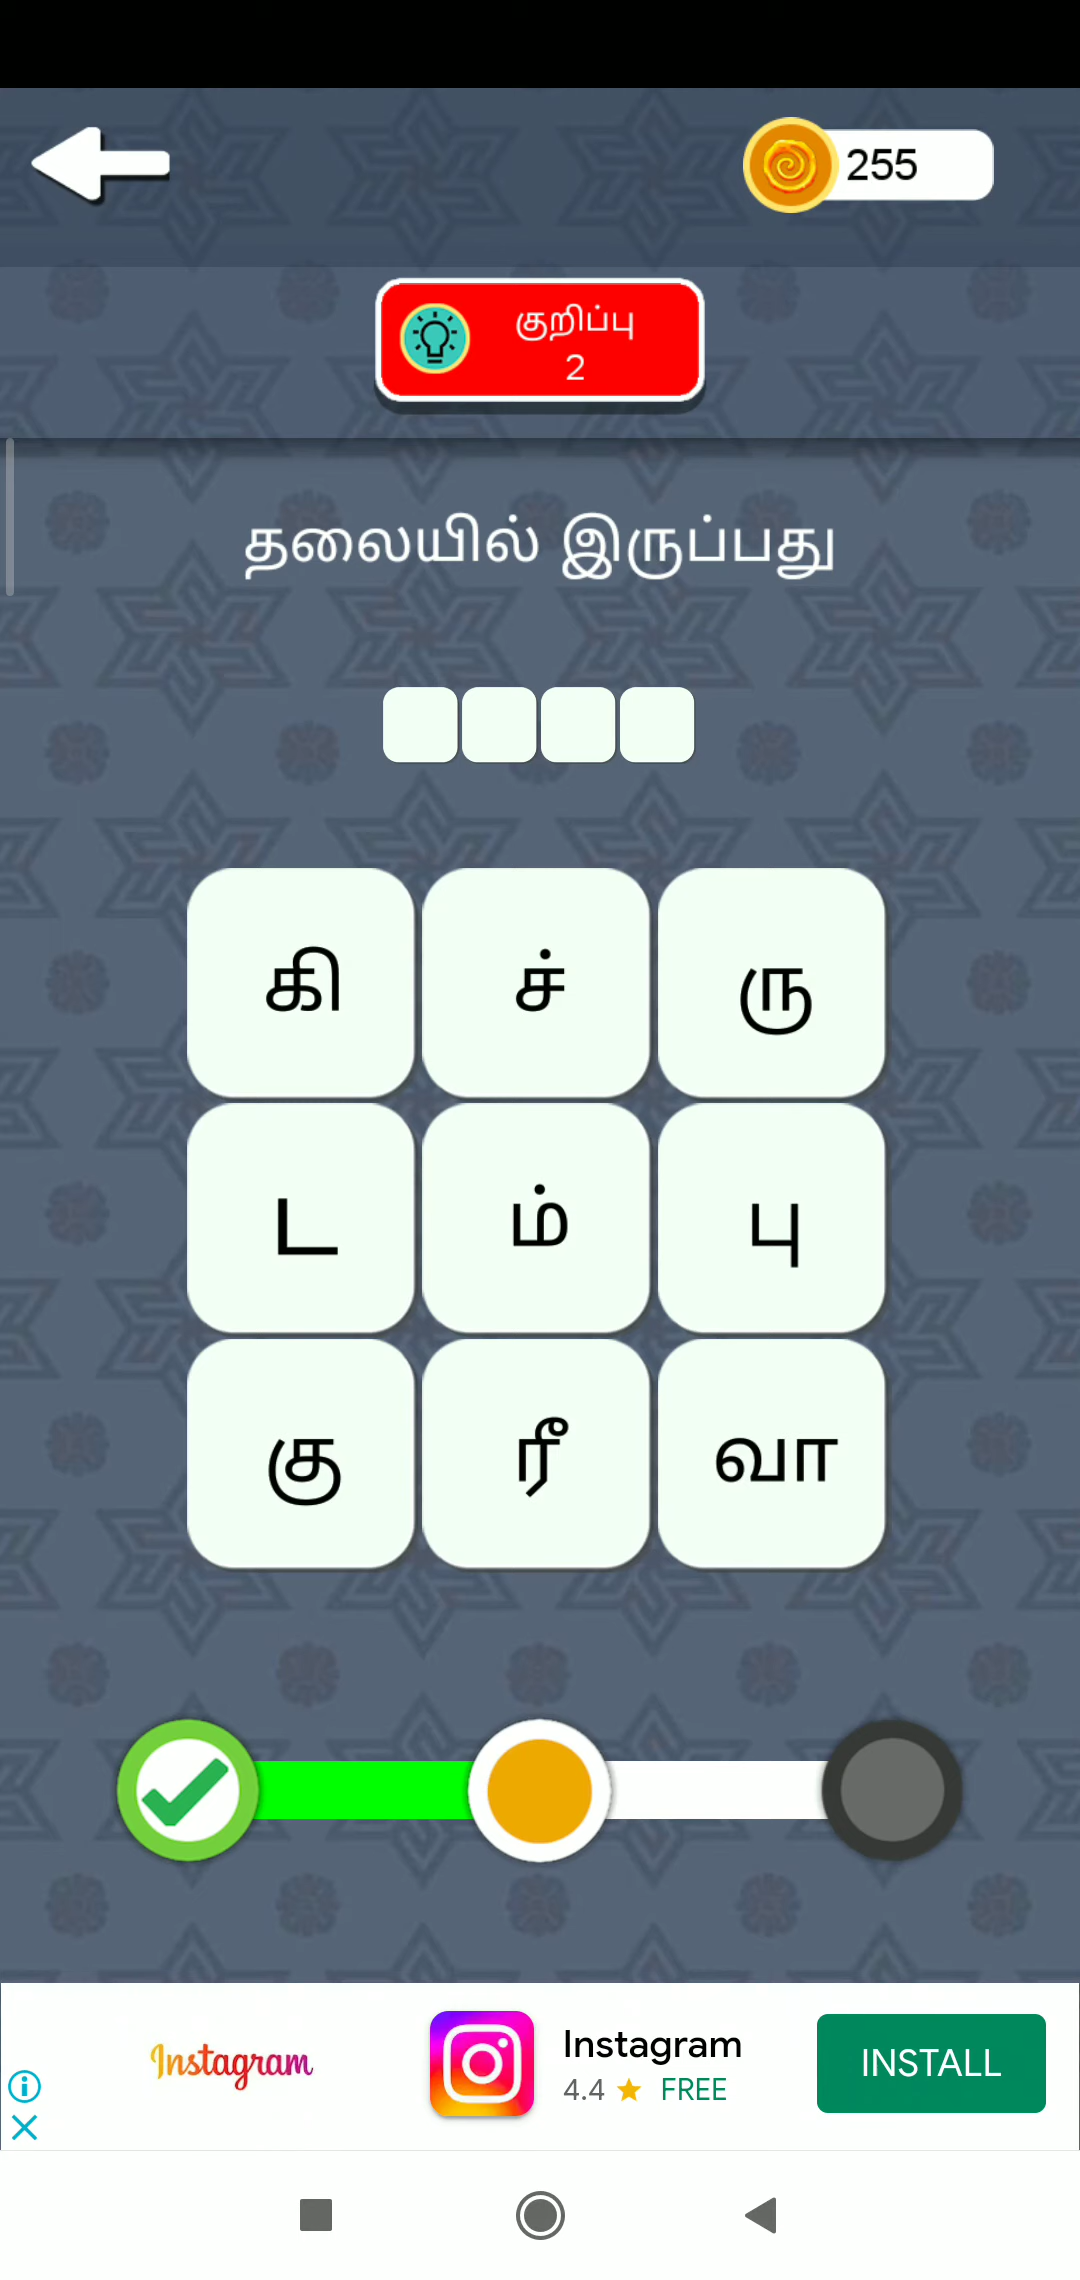 255
குறிப்பு
2
தலையில் இருப்பது
கி ச் ரு
ட ம் பு
கு ரீ வா
Instagram
Instagram
4.4 ★ FREE
INSTALL